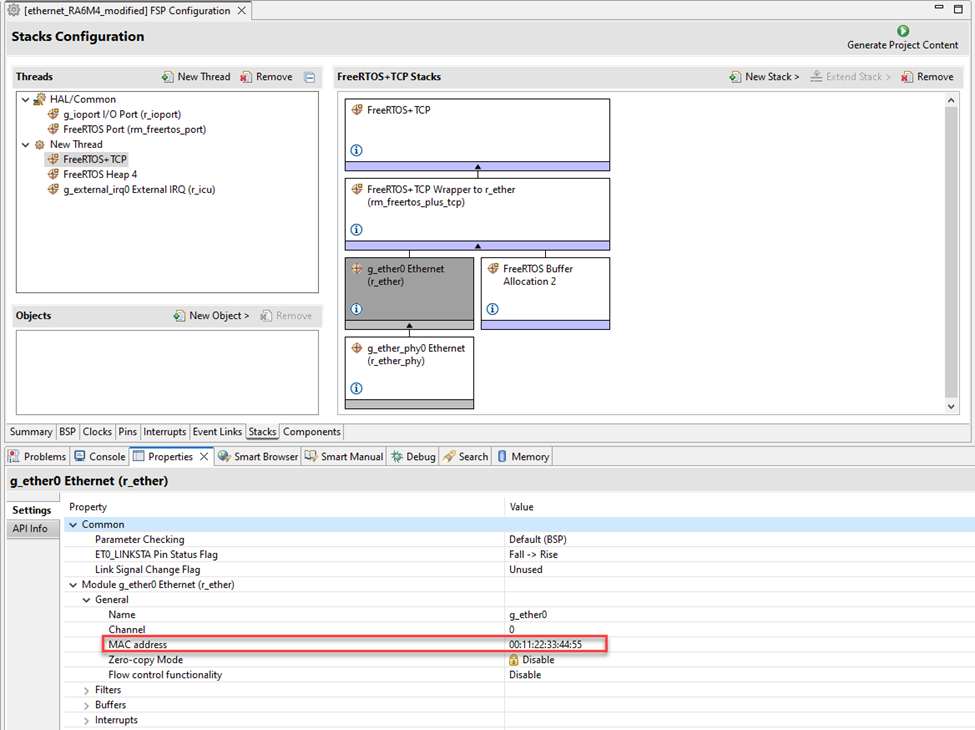 [ethernet_RA6M4_modified] FSP Configuration
Stacks Configuration
Generate Project Content
Threads
New Thread
Remove
HAL/Common
g_ioport I/O Port (r_ioport)
FreeRTOS Port (rm_freertos_port)
New Thread
FreeRTOS+TCP
FreeRTOS Heap 4
g_external_irq0 External IRQ (r_icu)
Objects
New Object >
Remove
FreeRTOS+TCP Stacks
New Stack >
Extend Stack >
Remove
FreeRTOS+TCP
FreeRTOS+TCP Wrapper to r_ether
(rm_freertos_plus_tcp)
g_ether0 Ethernet
(r_ether)
FreeRTOS Buffer
Allocation 2
g_ether_phy0 Ethernet
(r_ether_phy)
Summary BSP Clocks Pins Interrupts Event Links Stacks Components
Problems Console Properties Smart Browser Smart Manual Debug Search Memory
g_ether0 Ethernet (r_ether)
Settings
API Info
Property Value
Common
Parameter Checking Default (BSP)
ET0_LINKSTA Pin Status Flag Fall -> Rise
Link Signal Change Flag Unused
Module g_ether0 Ethernet (r_ether)
General
Name g_ether0
Channel 0
MAC address 00:11:22:33:44:55
Zero-copy Mode Disable
Flow control functionality Disable
Filters
Buffers
Interrupts